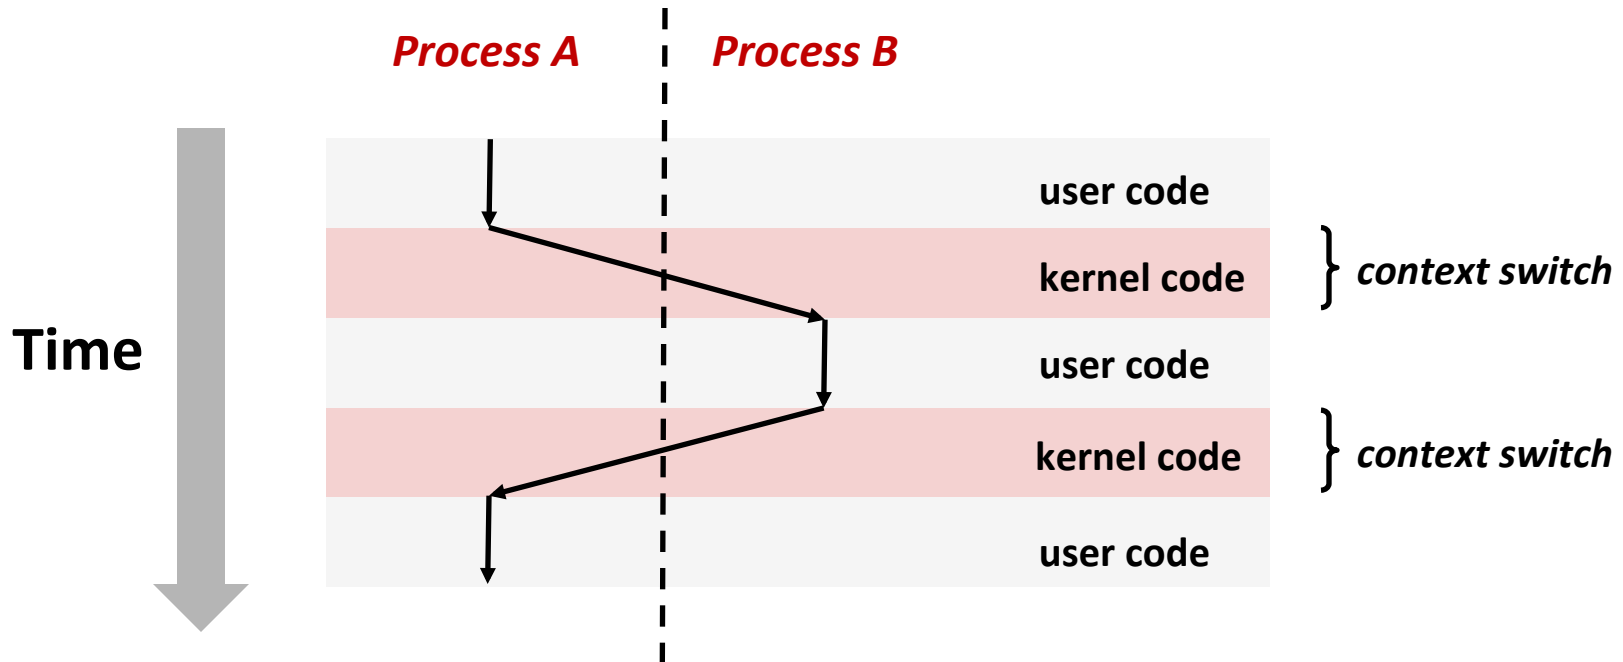 Process A
Process B
user code
kernel code
context switch
Time
user code
kernel code
context switch
user code